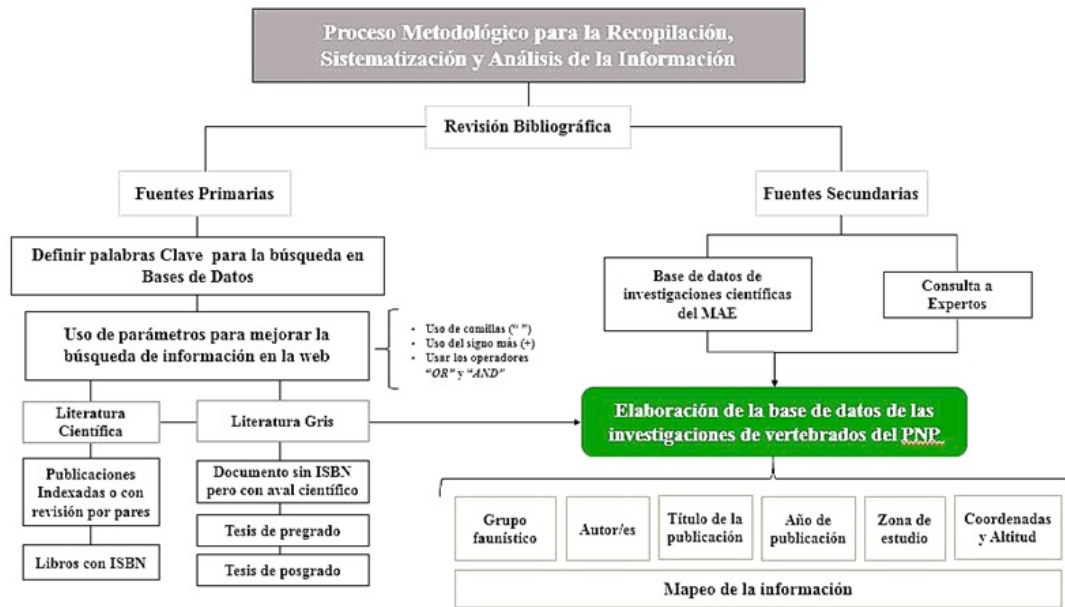 Proceso Metodológico para la Recopilación,
Sistematización y Análisis de la Información
Revisión Bibliográfica
Fuentes Primarias
Fuentes Secundarias
Definir palabras Clave para la búsqueda en
Bases de Datos
Uso de parámetros para mejorar la
búsqueda de información en la web
• Uso de comillas (“ ”)
• Uso del signo más (+)
• Usar los operadores
“OR” y “AND”
Base de datos de
investigaciones científicas
del MAE
Consulta a
Expertos
Literatura
Científica
Literatura Gris
Elaboración de la base de datos de las
investigaciones de vertebrados del PNP.
Publicaciones
Indexadas o con
revisión por pares
Libros con ISBN
Documento sin ISBN
pero con aval científico
Tesis de pregrado
Tesis de posgrado
Grupo
faunístico
Autor/es
Título de la
publicación
Año de
publicación
Zona de
estudio
Coordenadas
y Altitud
Mapeo de la información